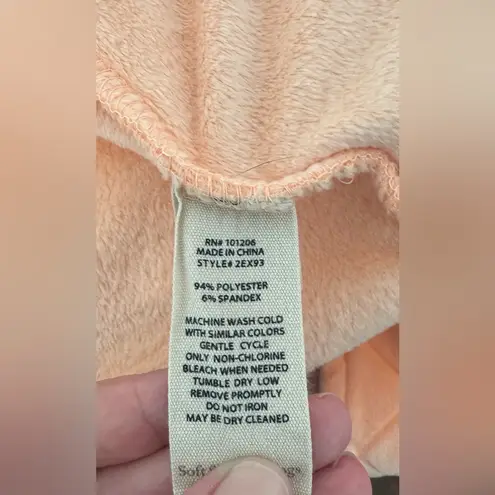 RN# 101206
MADE IN CHINA
STYLE# 2EX93
94% POLYESTER
6% SPANDEX
MACHINE WASH COLD
WITH SIMILAR COLORS
GENTLE CYCLE
ONLY NON-CHLORINE
BLEACH WHEN NEEDED
TUMBLE DRY LOW
REMOVE PROMPTLY
DO NOT IRON
MAY BE DRY CLEANED
Soft